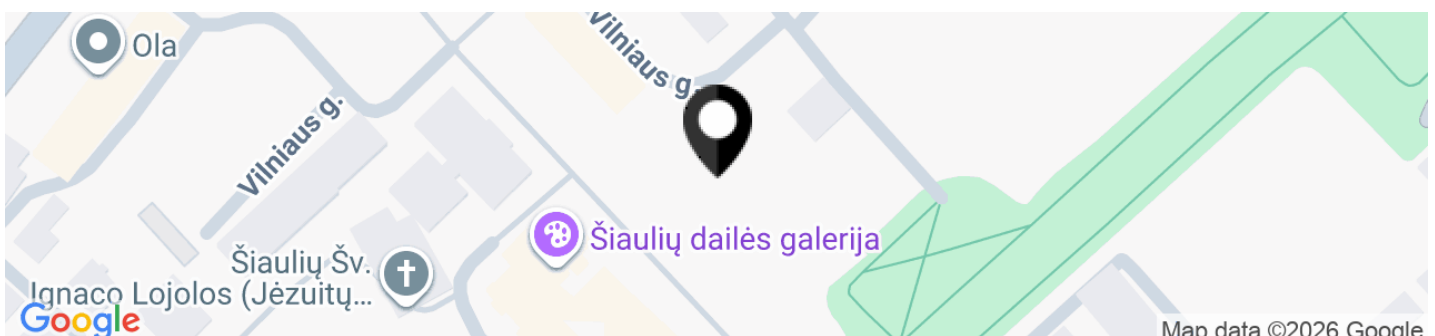 Ola
Vilniaus g.
Vilniaus g.
Šiaulių dailės galerija
Šiaulių Šv.
Ignaco Lojolos (Jėzuitų...
Google
Map data ©2026 Google